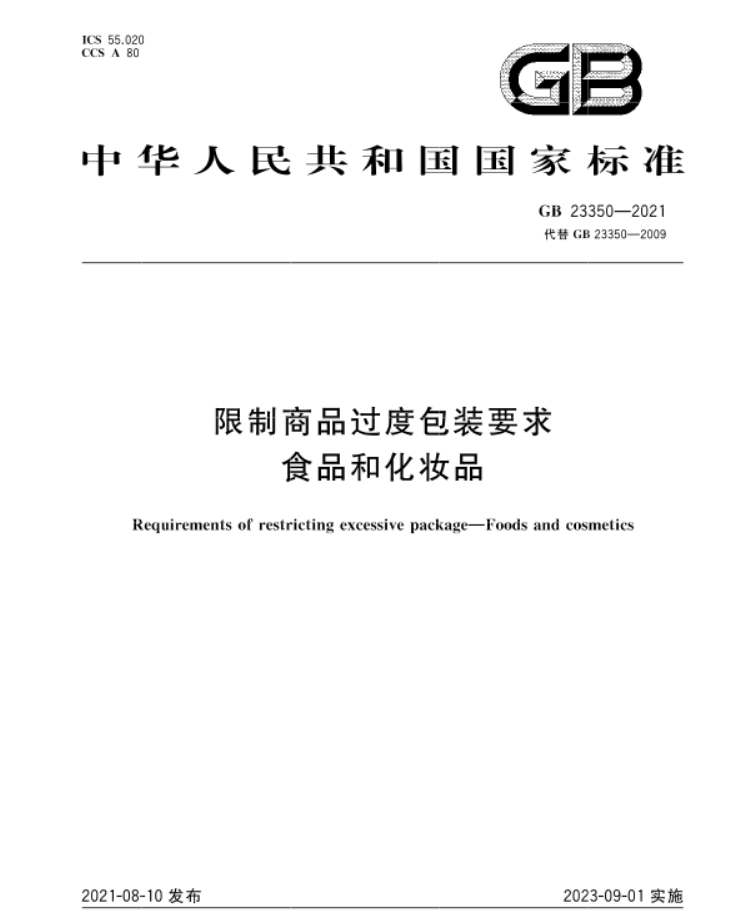 ICS 55.020
CCS A 80
GB
中华人民共和国国家标准
GB 23350—2021
代替 GB 23350—2009
限制商品过度包装要求
食品和化妆品
Requirements of restricting excessive package—Foods and cosmetics
2021-08-10 发布
2023-09-01 实施